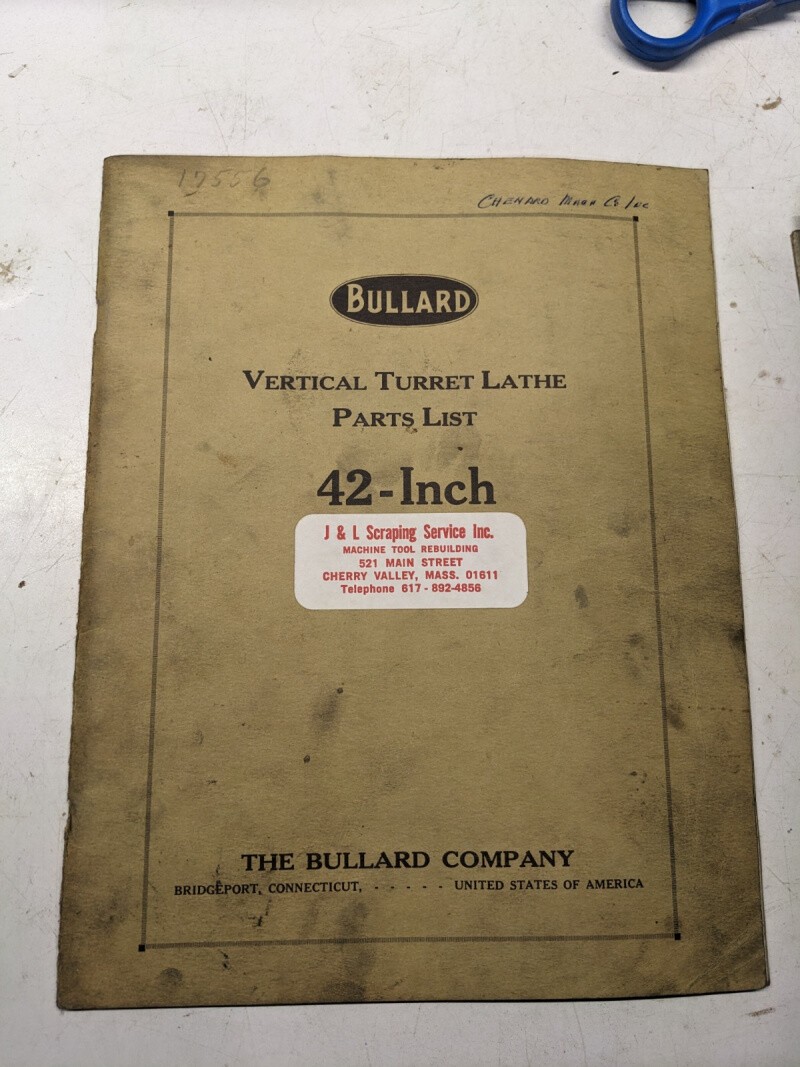 17556
Chenard Mach Co Inc
BULLARD
VERTICAL TURRET LATHE
PARTS LIST
42-Inch
J & L Scraping Service Inc.
MACHINE TOOL REBUILDING
521 MAIN STREET
CHERRY VALLEY, MASS. 01611
Telephone 617-892-4856
THE BULLARD COMPANY
BRIDGEPORT, CONNECTICUT, - - - - - UNITED STATES OF AMERICA